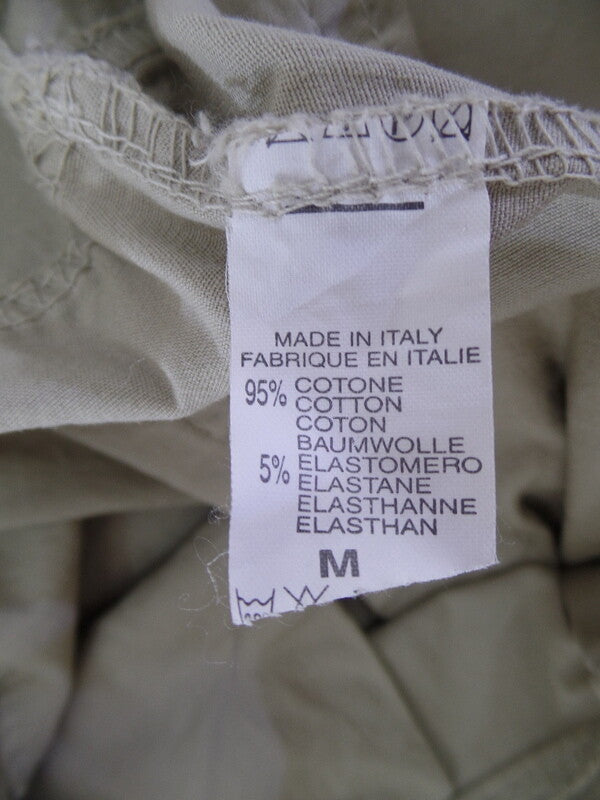 MADE IN ITALY
FABRIQUE EN ITALIE
95% COTONE
COTTON
COTON
BAUMWOLLE
5% ELASTOMERO
ELASTANE
ELASTHANNE
ELASTHAN
M